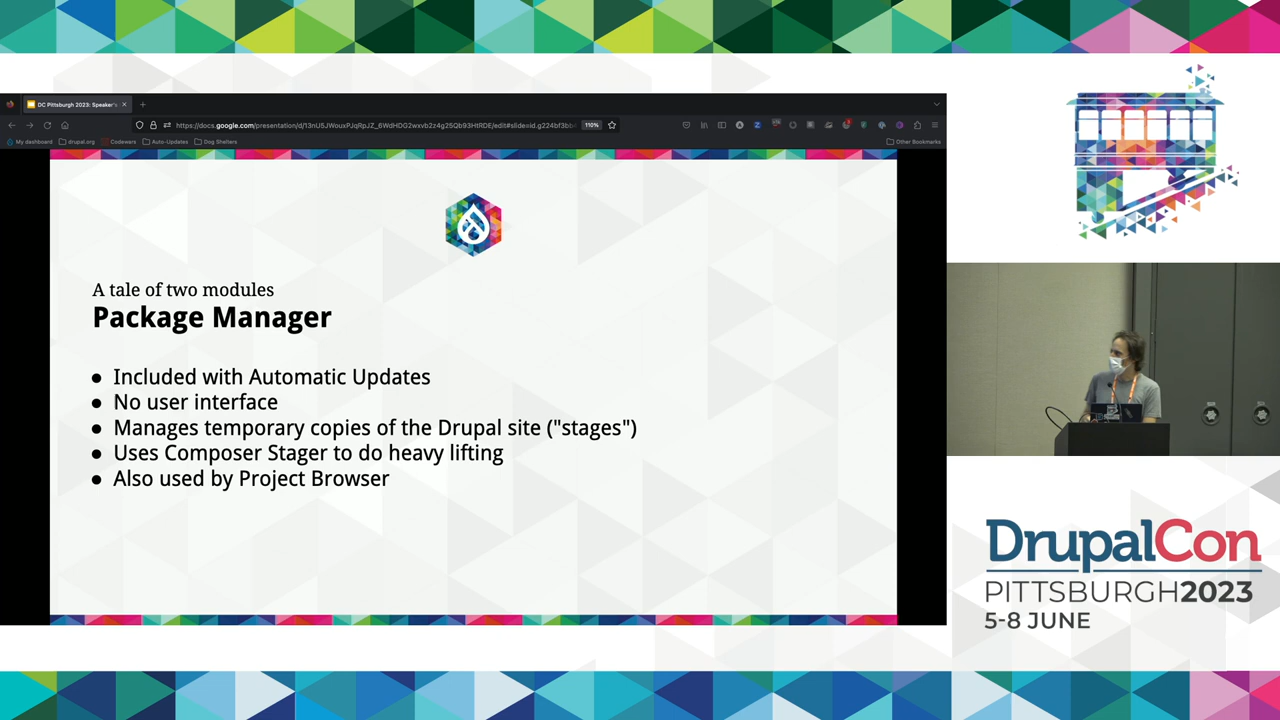 DC Pittsburgh 2023: Speaker's
110%
My dashboard
drupal.org
Codewars
Auto-Updates
Dog Shelters
Other Bookmarks
A tale of two modules
Package Manager
● Included with Automatic Updates
● No user interface
● Manages temporary copies of the Drupal site ("stages")
● Uses Composer Stager to do heavy lifting
● Also used by Project Browser
DrupalCon
PITTSBURGH2023
5-8 JUNE